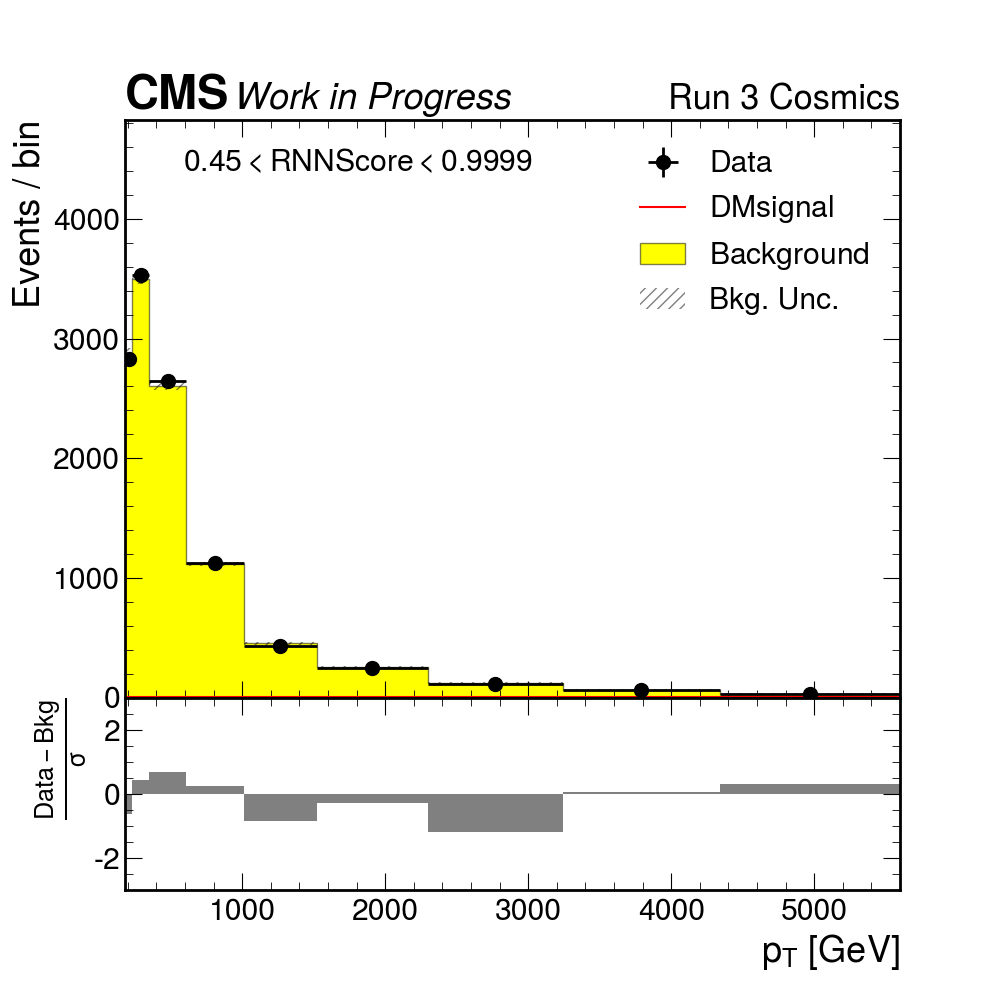 CMS Work in Progress Run 3 Cosmics
Events / bin
0.45 < RNNScore < 0.9999
Data
DMsignal
Background
Bkg. Unc.
4000
3000
2000
1000
0
Data – Bkg
σ
2
0
-2
1000 2000 3000 4000 5000
pT [GeV]